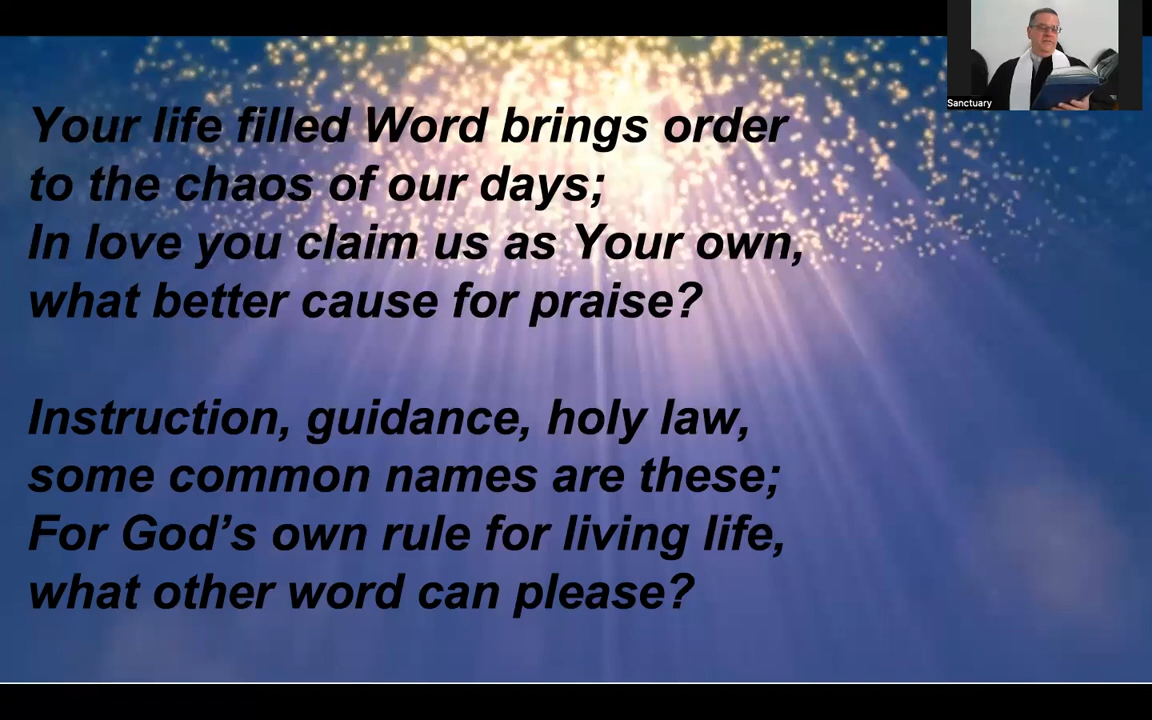 Your life filled Word brings order
to the chaos of our days;
In love you claim us as Your own,
what better cause for praise?
Instruction, guidance, holy law,
some common names are these;
For God’s own rule for living life,
what other word can please?
Sanctuary